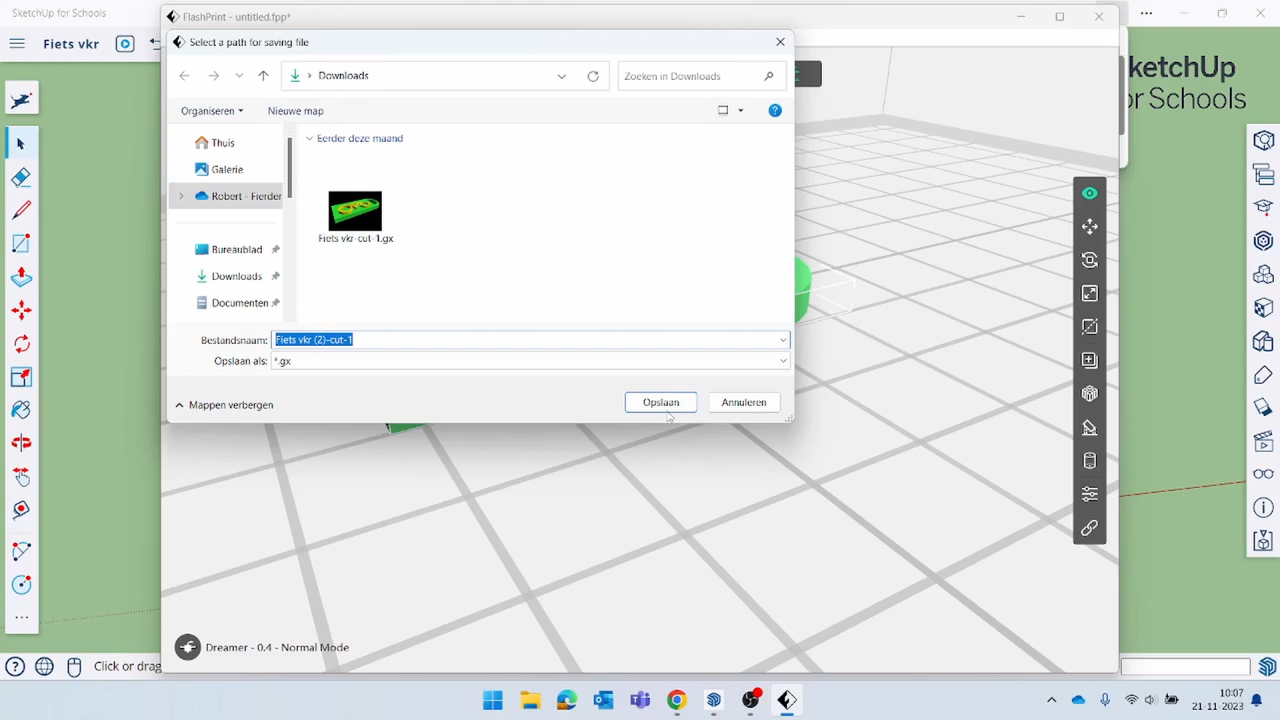 SketchUp for Schools
FlashPrint - untitled.fpp*
Fiets vkr
Select a path for saving file
Downloads
Zoeken in Downloads
Organiseren
Nieuwe map
Thuis
Galerie
Robert - Fierder
Bureaublad
Downloads
Documenten
Eerder deze maand
Fiets vkr-cut-1.gx
Bestandsnaam: Fiets vkr (2)-cut-1
Opslaan als: *.gx
Mappen verbergen
Opslaan
Annuleren
ketchUp
or Schools
Dreamer - 0.4 - Normal Mode
Click or drag
10:07
21-11-2023